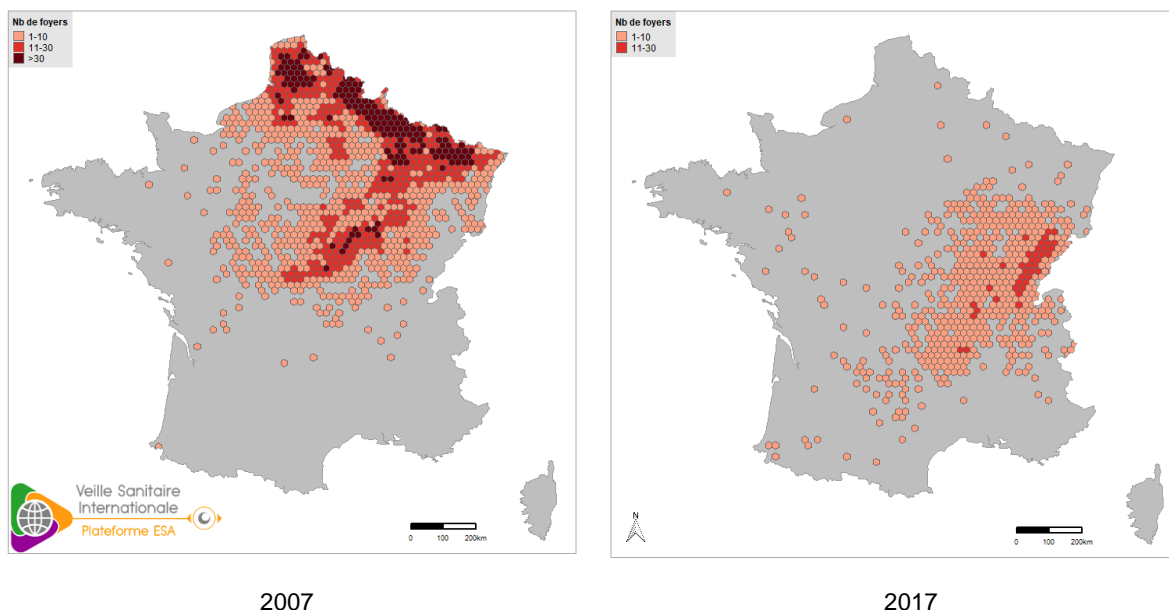 Nb de foyers
1-10
11-30
>30
Veille Sanitaire
Internationale
Plateforme ESA
0 100 200km
2007
Nb de foyers
1-10
11-30
N
0 100 200km
2017